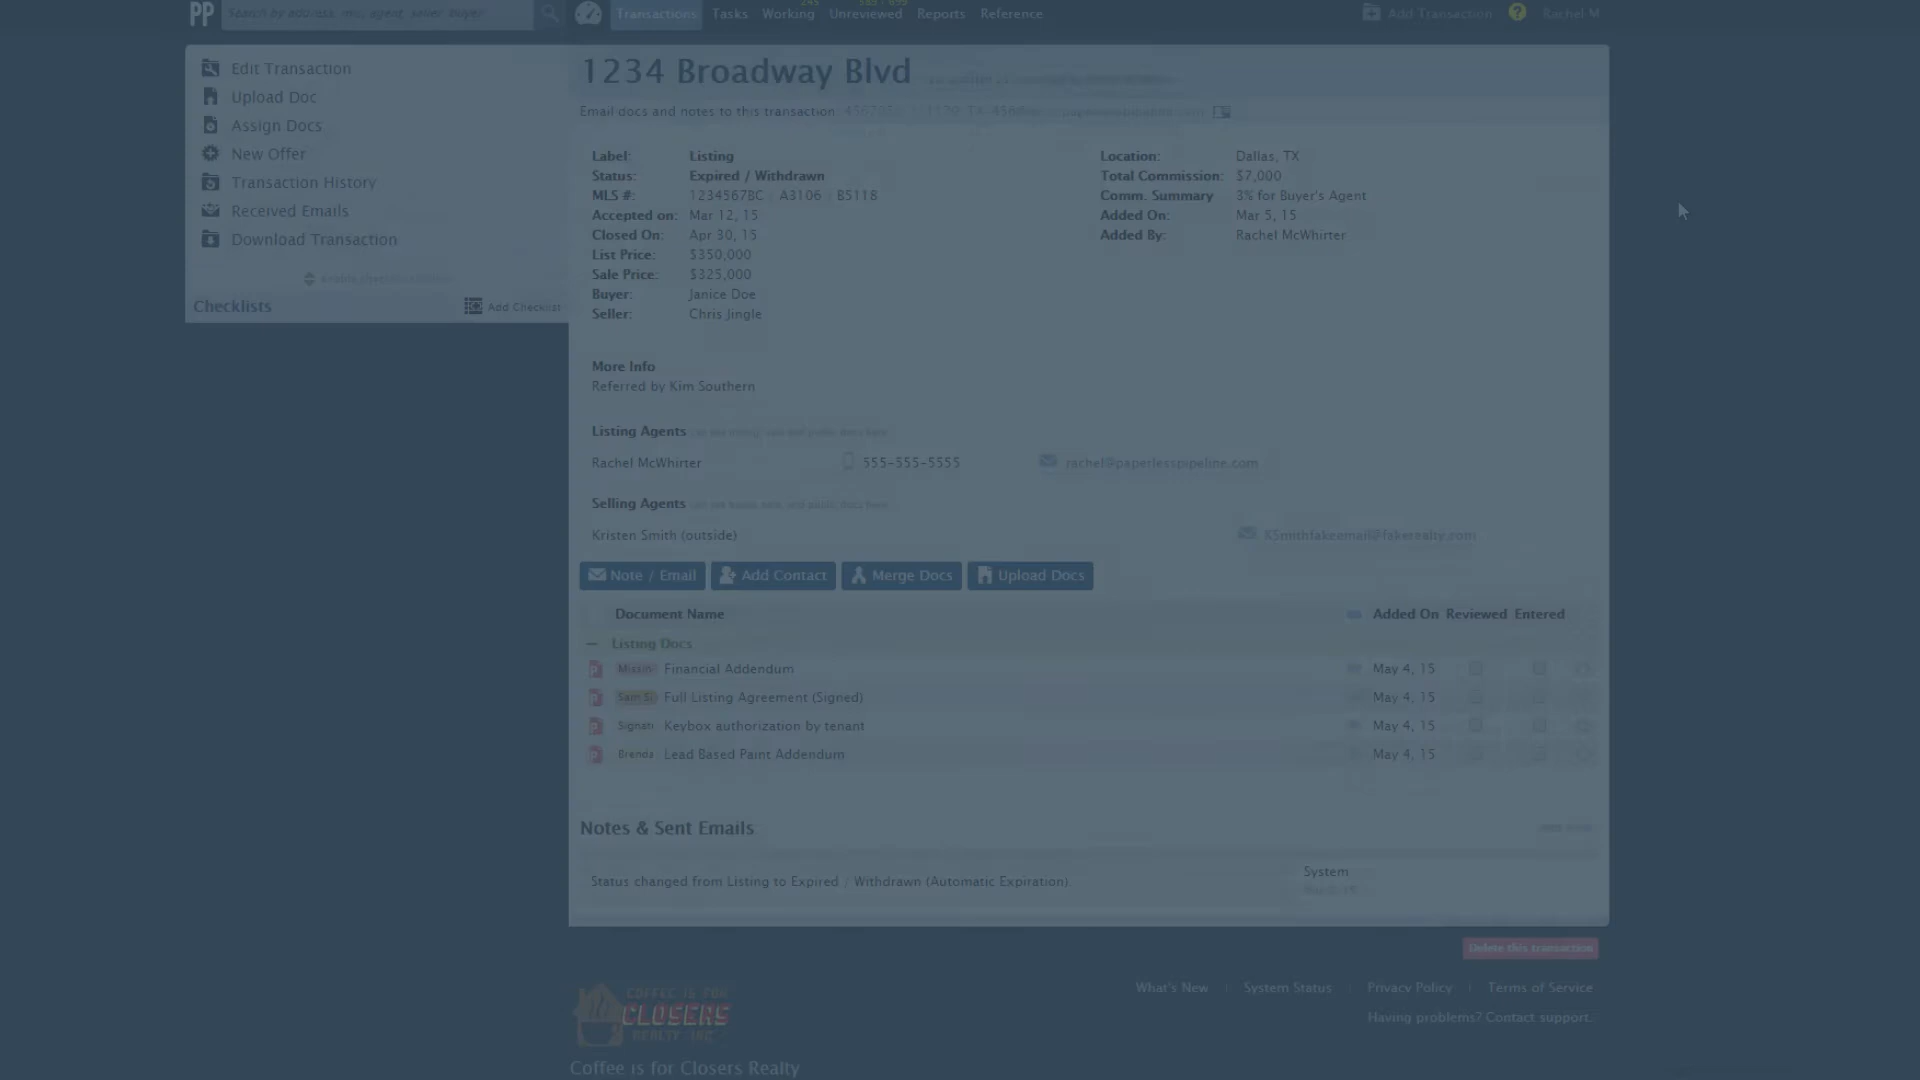 PP Search by address, mls, agent, seller, buyer Transactions Tasks Working Unreviewed Reports Reference Add Transaction ? Rachel M
Edit Transaction
Upload Doc
Assign Docs
New Offer
Transaction History
Received Emails
Download Transaction
Checklists Add Checklist
1234 Broadway Blvd
Email docs and notes to this transaction:
Label: Listing
Status: Expired / Withdrawn
MLS #: 1234567BC / A3106 / B5118
Accepted on: Mar 12, 15
Closed On: Apr 30, 15
List Price: $350,000
Sale Price: $325,000
Buyer: Janice Doe
Seller: Chris Jingle
Location: Dallas, TX
Total Commission: $7,000
Comm. Summary 3% for Buyer's Agent
Added On: Mar 5, 15
Added By: Rachel McWhirter
More Info
Referred by Kim Southern
Listing Agents
Rachel McWhirter 555-555-5555 rachel@paperlesspipeline.com
Selling Agents
Kristen Smith (outside) KSmithfakeemail@fakerealty.com
Note / Email Add Contact Merge Docs Upload Docs
Document Name Added On Reviewed Entered
Listing Docs
Missin Financial Addendum May 4, 15
Sam Si Full Listing Agreement (Signed) May 4, 15
Signatu Keybox authorization by tenant May 4, 15
Brenda Lead Based Paint Addendum May 4, 15
Notes & Sent Emails
Status changed from Listing to Expired / Withdrawn (Automatic Expiration) System
Delete this transaction
COFFEE IS FOR
CLOSERS
REALTY, INC.
Coffee is for Closers Realty
What's New | System Status | Privacy Policy | Terms of Service
Having problems? Contact support.